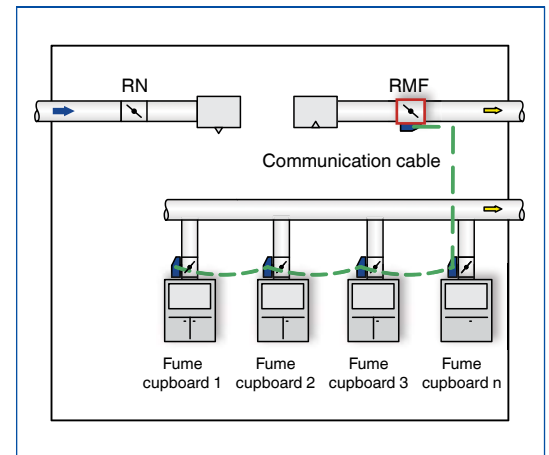 RN
RMF
Communication cable
Fume
cupboard 1
Fume
cupboard 2
Fume
cupboard 3
Fume
cupboard n